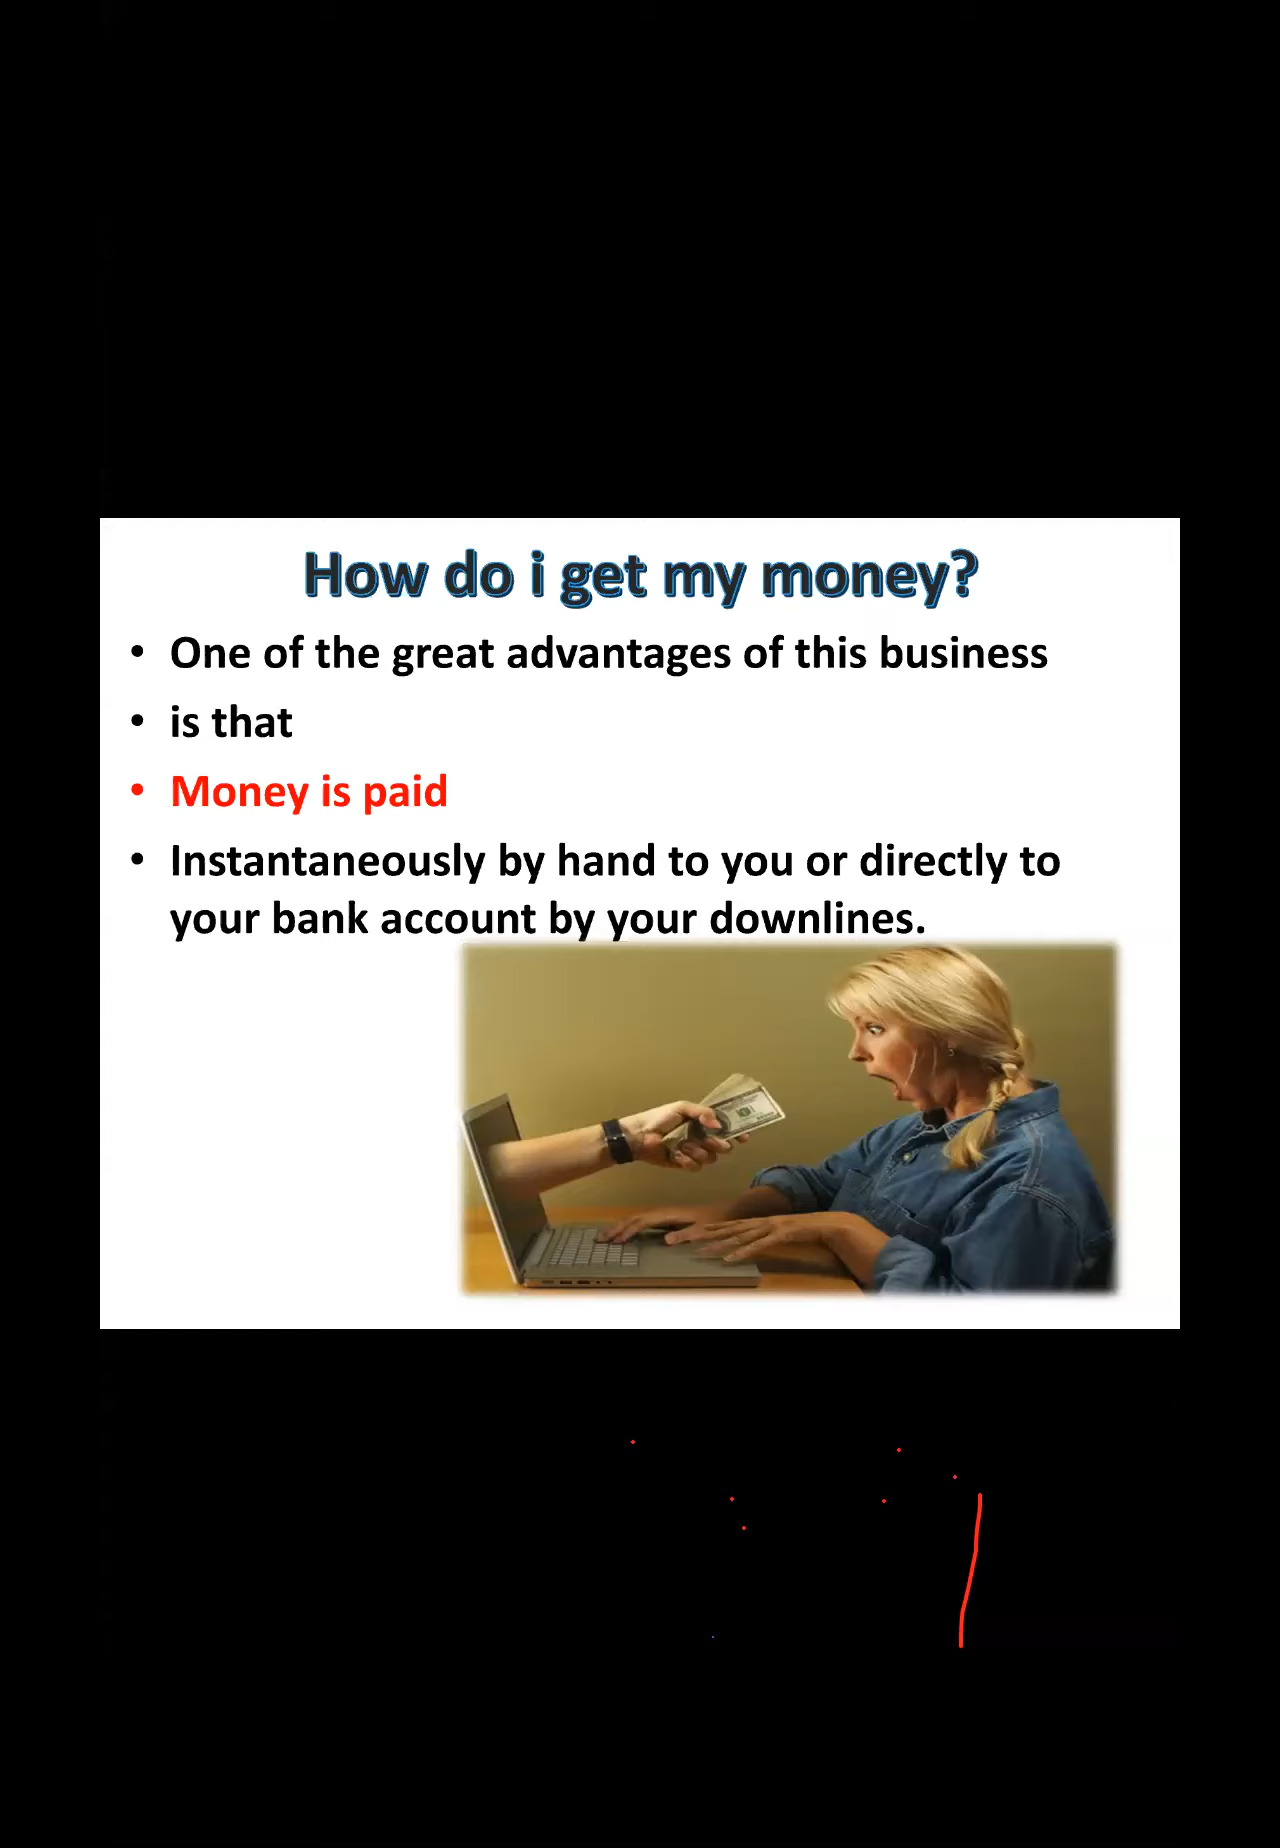 How do i get my money?
• One of the great advantages of this business
• is that
• Money is paid
• Instantaneously by hand to you or directly to
your bank account by your downlines.